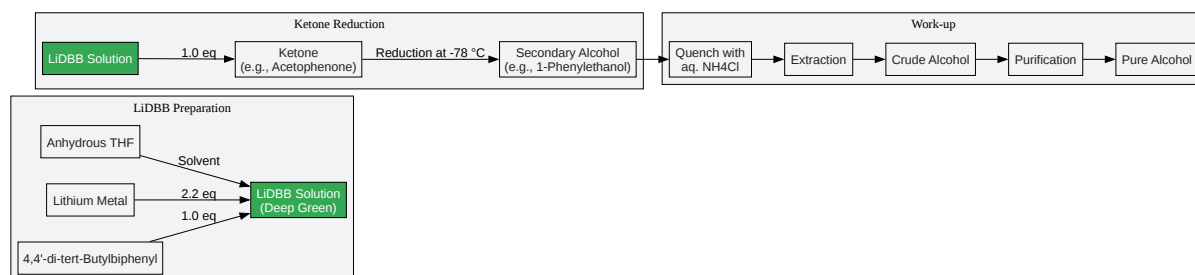 Ketone Reduction
LiDBB Solution
1.0 eq
Ketone
(e.g., Acetophenone)
Reduction at -78 °C
Secondary Alcohol
(e.g., 1-Phenylethanol)
Work-up
Quench with
aq. NH4Cl
Extraction
Crude Alcohol
Purification
Pure Alcohol
LiDBB Preparation
Anhydrous THF
Solvent
Lithium Metal
2.2 eq
LiDBB Solution
(Deep Green)
1.0 eq
4,4'-di-tert-Butylbiphenyl